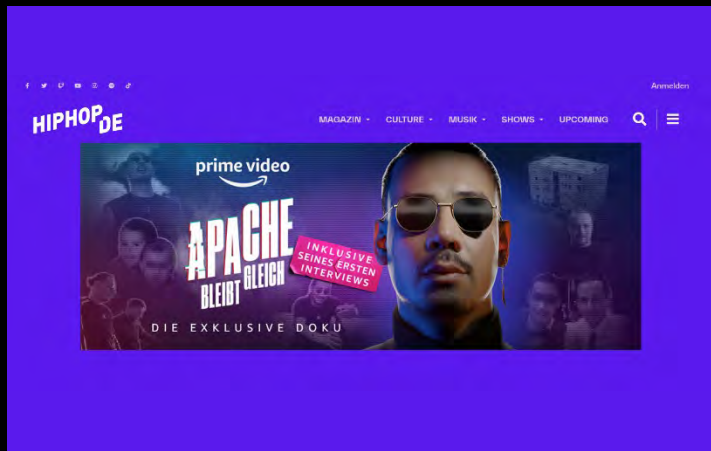 Anmelden
HIPHOP.DE
MAGAZIN
CULTURE
MUSIK
SHOWS
UPCOMING
prime video
APACHE
BLEIBT GLEICH
INKLUSIVE
SEINES ERSTEN
INTERVIEWS
DIE EXKLUSIVE DOKU